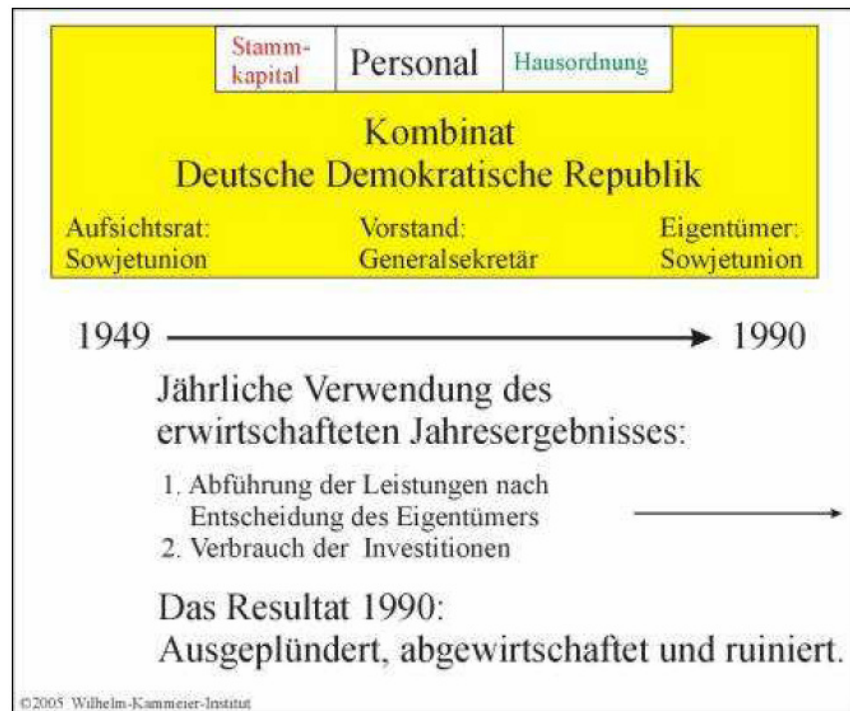 Stamm-
kapital
Personal
Hausordnung
Kombinat
Deutsche Demokratische Republik
Aufsichtsrat:
Sowjetunion
Vorstand:
Generalsekretär
Eigentümer:
Sowjetunion
1949
1990
Jährliche Verwendung des
erwirtschafteten Jahresergebnisses:
1. Abführung der Leistungen nach
Entscheidung des Eigentümers
2. Verbrauch der Investitionen
Das Resultat 1990:
Ausgeplündert, abgewirtschaftet und ruiniert.
©2005 Wilhelm-Kammeier-Institut